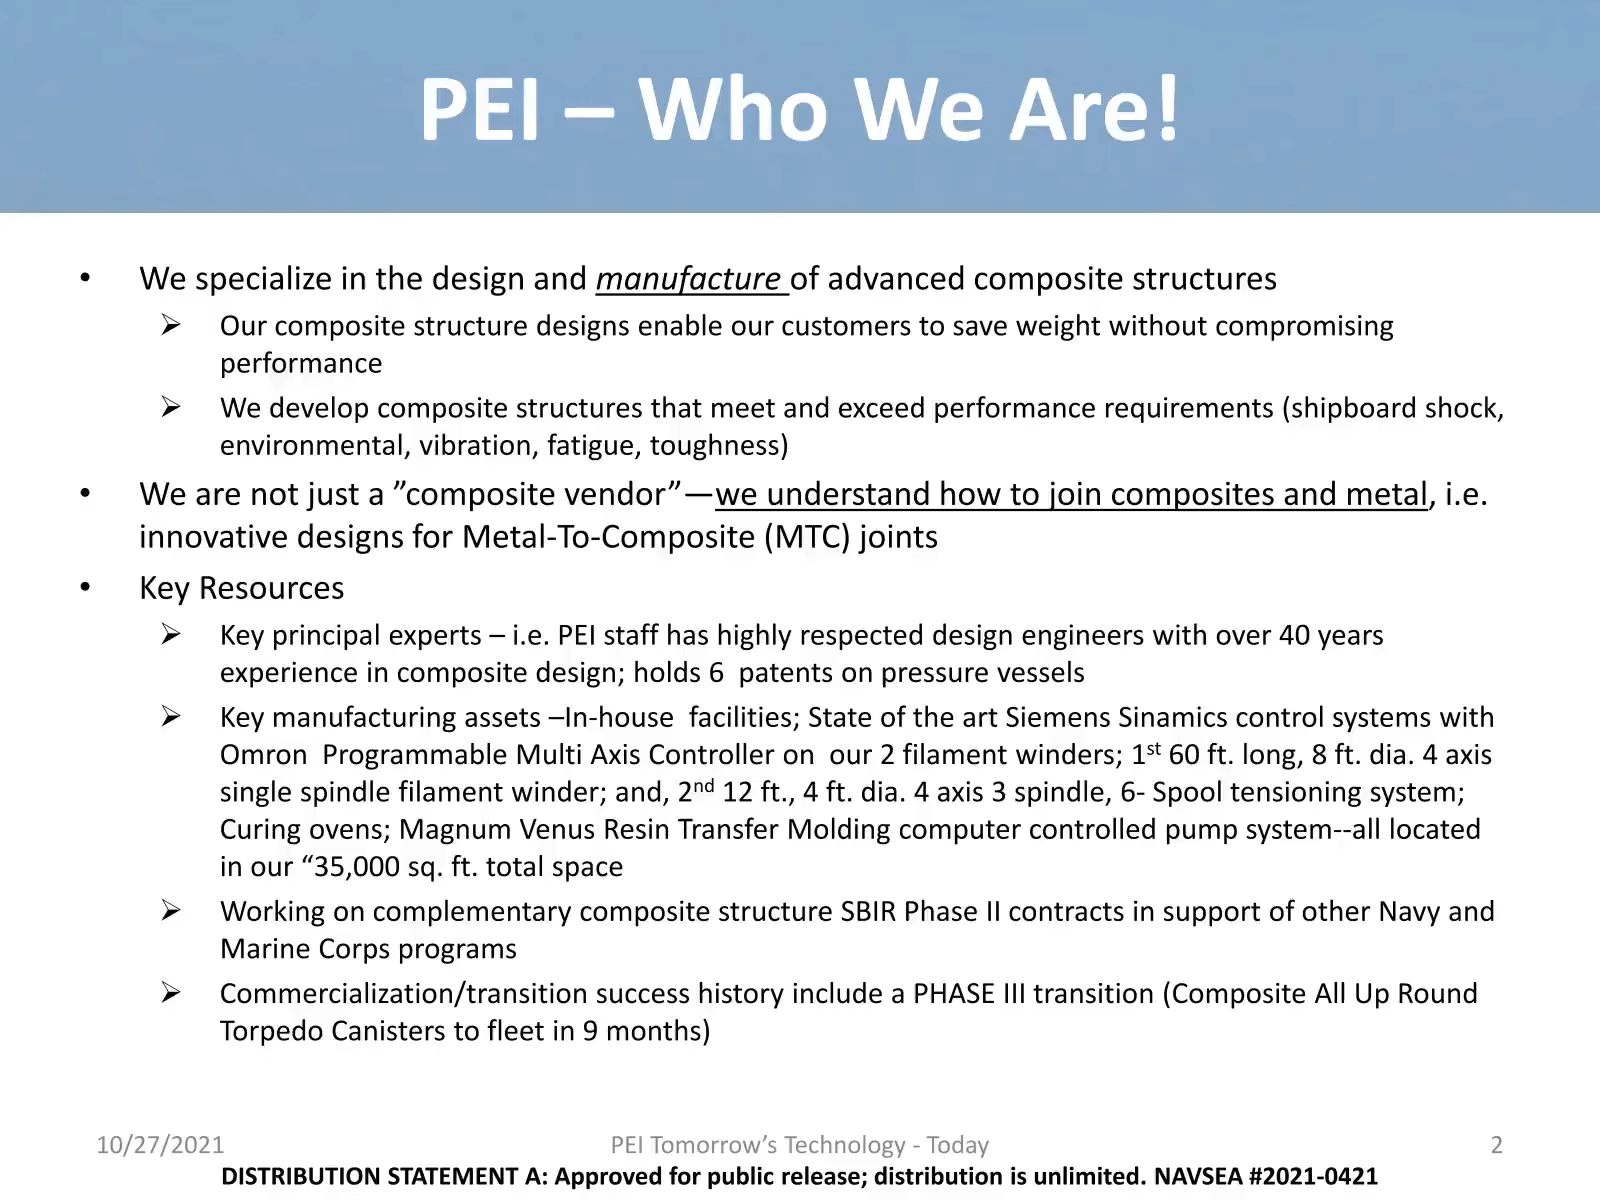 PEI – Who We Are!
• We specialize in the design and manufacture of advanced composite structures
➢ Our composite structure designs enable our customers to save weight without compromising
performance
➢ We develop composite structures that meet and exceed performance requirements (shipboard shock,
environmental, vibration, fatigue, toughness)
• We are not just a ”composite vendor”—we understand how to join composites and metal, i.e.
innovative designs for Metal-To-Composite (MTC) joints
• Key Resources
➢ Key principal experts – i.e. PEI staff has highly respected design engineers with over 40 years
experience in composite design; holds 6  patents on pressure vessels
➢ Key manufacturing assets –In-house  facilities; State of the art Siemens Sinamics control systems with
Omron  Programmable Multi Axis Controller on  our 2 filament winders; 1st 60 ft. long, 8 ft. dia. 4 axis
single spindle filament winder; and, 2nd 12 ft., 4 ft. dia. 4 axis 3 spindle, 6- Spool tensioning system;
Curing ovens; Magnum Venus Resin Transfer Molding computer controlled pump system--all located
in our “35,000 sq. ft. total space
➢ Working on complementary composite structure SBIR Phase II contracts in support of other Navy and
Marine Corps programs
➢ Commercialization/transition success history include a PHASE III transition (Composite All Up Round
Torpedo Canisters to fleet in 9 months)
10/27/2021 PEI Tomorrow’s Technology - Today 2
DISTRIBUTION STATEMENT A: Approved for public release; distribution is unlimited. NAVSEA #2021-0421